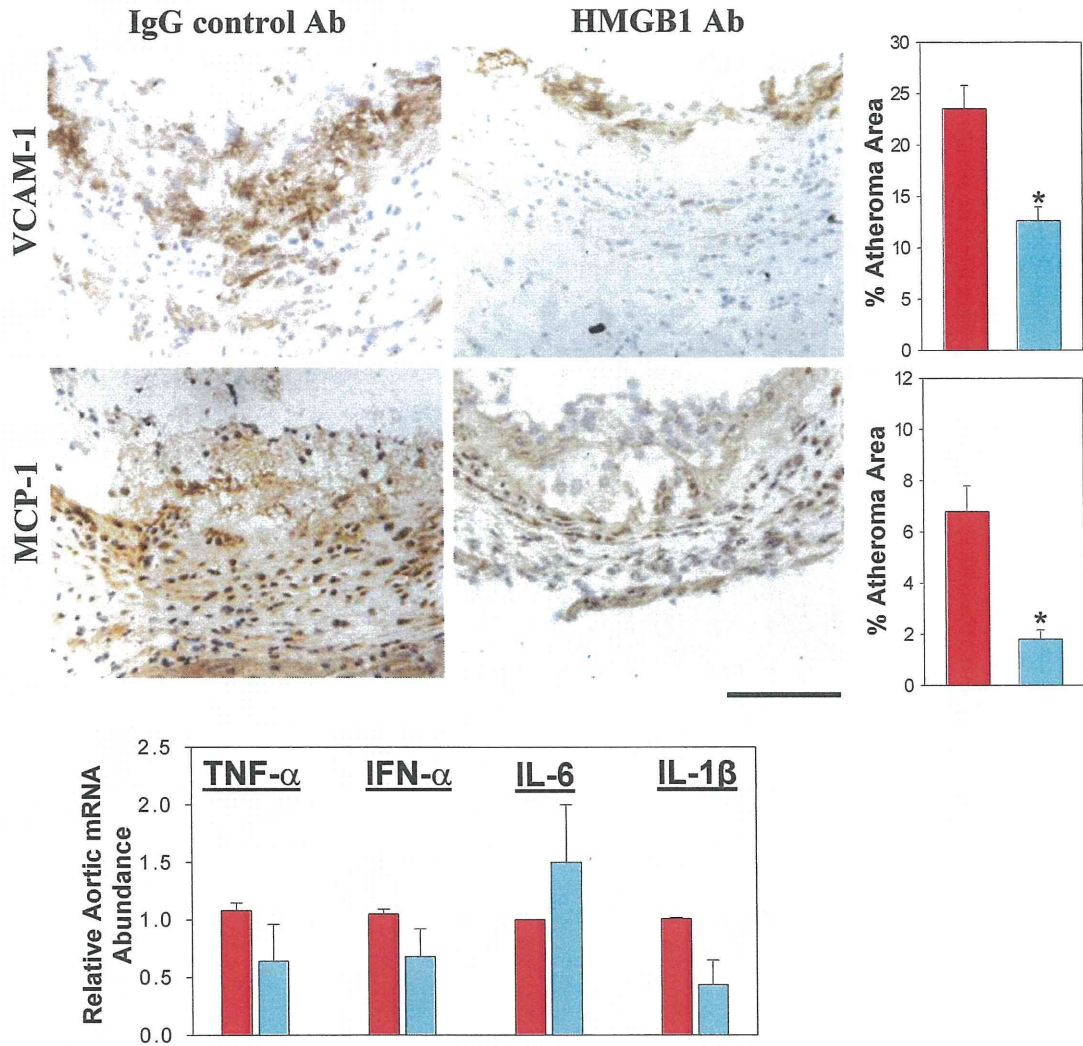 IgG control Ab
HMGB1 Ab
VCAM-1
% Atheroma Area
30
25
20
15
10
5
0
*
MCP-1
% Atheroma Area
12
10
8
6
4
2
0
*
Relative Aortic mRNA
Abundance
2.5
2.0
1.5
1.0
0.5
0.0
TNF-α
IFN-α
IL-6
IL-1β